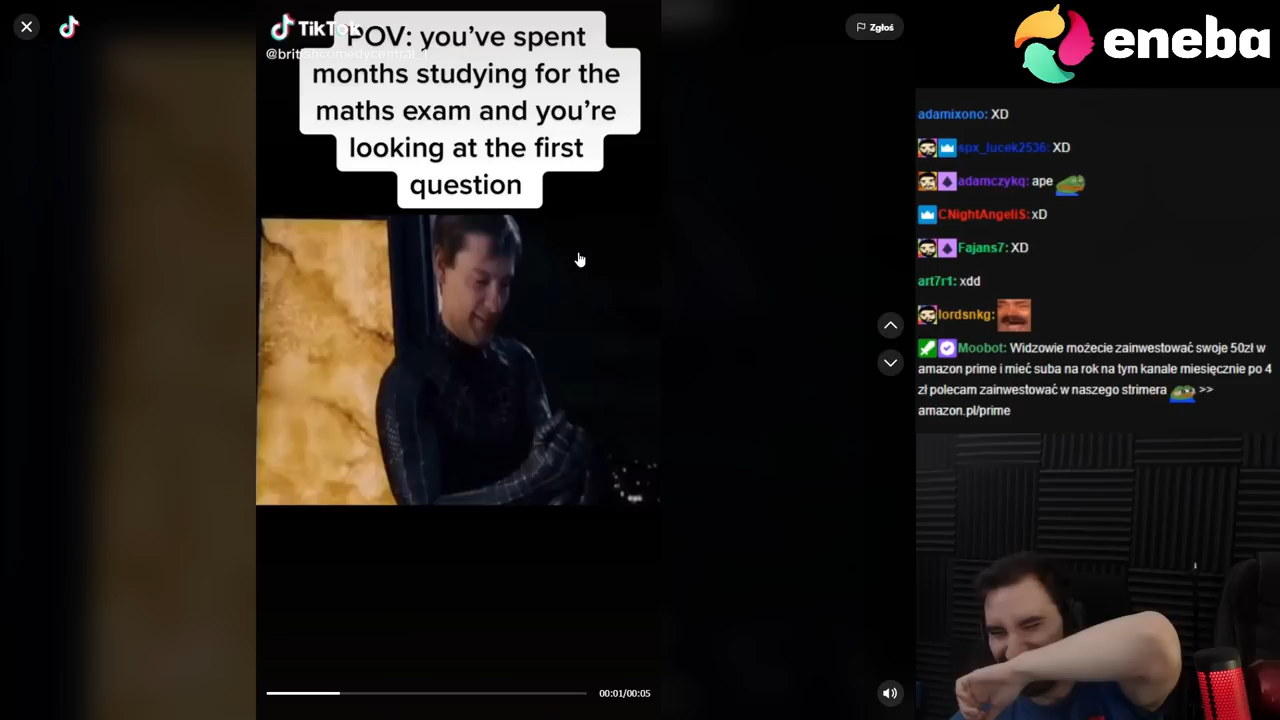 TikTok
POV: you've spent
months studying for the
maths exam and you're
looking at the first
question
Zgłoś
eneba
adamixono: XD
spx_lucek2536: XD
adamczykq: ape
CNightAngeliS: xD
Fajans7: XD
art7r1: xdd
lordsnkg:
Moobot: Widzowie możecie zainwestować swoje 50zł w
amazon prime i mieć suba na rok na tym kanale miesięcznie po 4
zł polecam zainwestować w naszego strimera >>
amazon.pl/prime
00:01/00:05